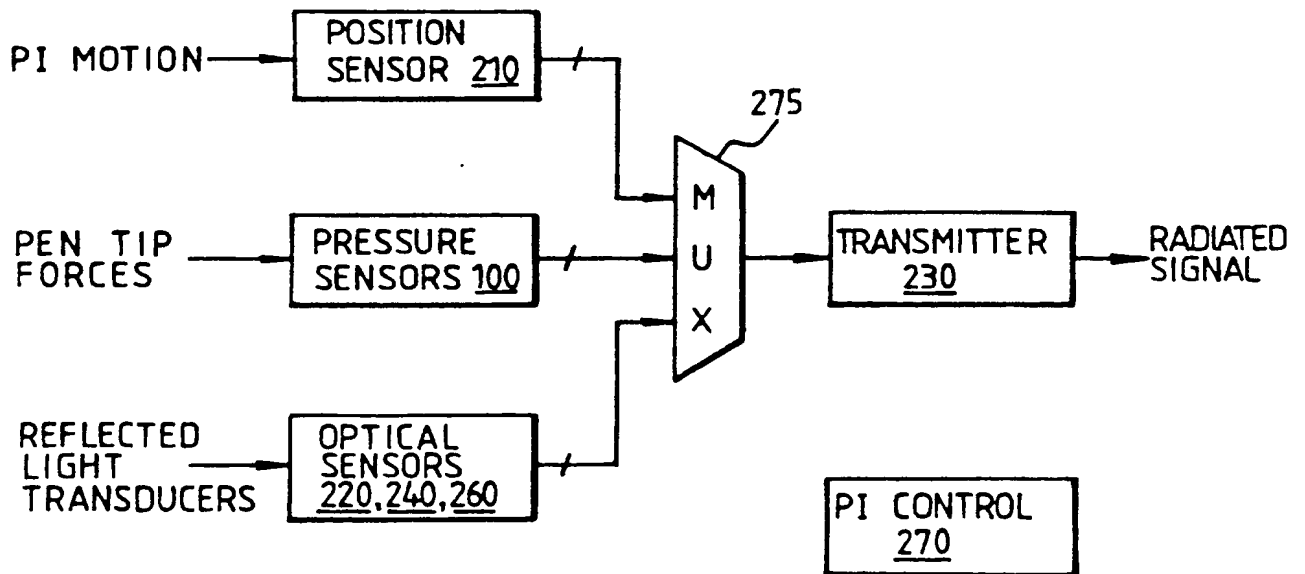 PI MOTION
POSITION
SENSOR 210
275
PEN TIP
FORCES
PRESSURE
SENSORS 100
M
U
X
TRANSMITTER
230
RADIATED
SIGNAL
REFLECTED
LIGHT
TRANSDUCERS
OPTICAL
SENSORS
220, 240, 260
PI CONTROL
270